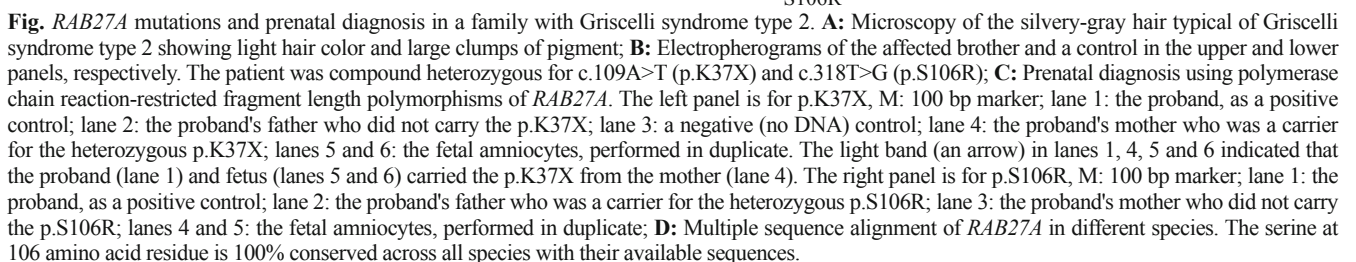 S106R
Fig. RAB27A mutations and prenatal diagnosis in a family with Griscelli syndrome type 2. A: Microscopy of the silvery-gray hair typical of Griscelli
syndrome type 2 showing light hair color and large clumps of pigment; B: Electropherograms of the affected brother and a control in the upper and lower
panels, respectively. The patient was compound heterozygous for c.109A>T (p.K37X) and c.318T>G (p.S106R); C: Prenatal diagnosis using polymerase
chain reaction-restricted fragment length polymorphisms of RAB27A. The left panel is for p.K37X, M: 100 bp marker; lane 1: the proband, as a positive
control; lane 2: the proband's father who did not carry the p.K37X; lane 3: a negative (no DNA) control; lane 4: the proband's mother who was a carrier
for the heterozygous p.K37X; lanes 5 and 6: the fetal amniocytes, performed in duplicate. The light band (an arrow) in lanes 1, 4, 5 and 6 indicated that
the proband (lane 1) and fetus (lanes 5 and 6) carried the p.K37X from the mother (lane 4). The right panel is for p.S106R, M: 100 bp marker; lane 1: the
proband, as a positive control; lane 2: the proband's father who was a carrier for the heterozygous p.S106R; lane 3: the proband's mother who did not carry
the p.S106R; lanes 4 and 5: the fetal amniocytes, performed in duplicate; D: Multiple sequence alignment of RAB27A in different species. The serine at
106 amino acid residue is 100% conserved across all species with their available sequences.